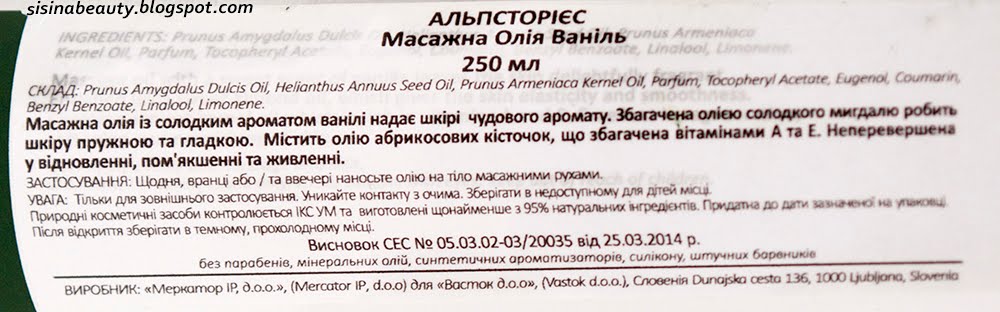 sisinabeauty.blogspot.com
АЛЬПСТОРІЄС
Масажна Олія Ваніль
250 мл
INGREDIENTS: Prunus Amygdalus Dulcis Prunus Armeniaca
Kernel Oil, Parfum, Tocopheryl Benzoate, Linalool, Limonene.
СКЛАД: Prunus Amygdalus Dulcis Oil, Helianthus Annuus Seed Oil, Prunus Armeniaca Kernel Oil, Parfum, Tocopheryl Acetate, Eugenol, Coumarin,
Benzyl Benzoate, Linalool, Limonene.
Масажна олія із солодким ароматом ванілі надає шкірі чудового аромату. Збагачена олією солодкого мигдалю робить
шкіру пружною та гладкою. Містить олію абрикосових кісточок, що збагачена вітамінами А та Е. Неперевершена
у відновленні, пом'якшенні та живленні.
ЗАСТОСУВАННЯ: Щодня, вранці або / та ввечері наносьте олію на тіло масажними рухами.
УВАГА: Тільки для зовнішнього застосування. Уникайте контакту з очима. Зберігати в недоступному для дітей місці.
Природні косметичні засоби контролюється ІКС УМ та виготовлені щонайменше з 95% натуральних інгредієнтів. Придатна до дати зазначеної на упаковці.
Після відкриття зберігати в темному, прохолодному місці.
Висновок СЕС № 05.03.02-03/20035 від 25.03.2014 р.
без парабенів, мінеральних олій, синтетичних ароматизаторів, силікону, штучних барвників
ВИРОБНИК: «Меркатор ІР, д.о.о.», (Mercator IP, d.o.o) для «Васток д.о.о», (Vastok d.o.o.), Словенія Dunajska cesta 136, 1000 Ljubljana, Slovenia